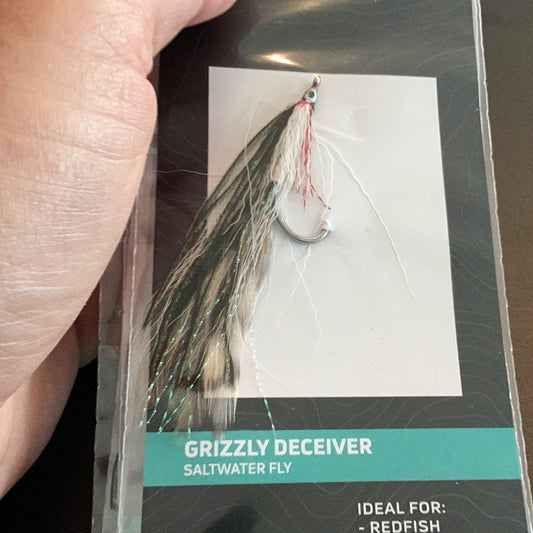 GRIZZLY DECEIVER
SALTWATER FLY
IDEAL FOR:
- REDFISH